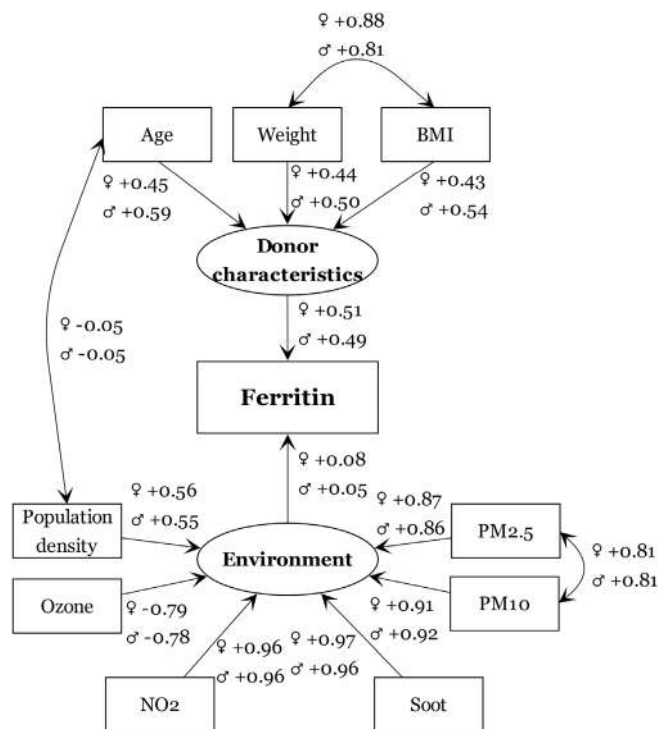 ♀ +0.88
♂ +0.81
Age
Weight
BMI
♀ +0.45
♂ +0.59
♀ +0.44
♂ +0.50
♀ +0.43
♂ +0.54
Donor
characteristics
♀ +0.51
♂ +0.49
♀ -0.05
♂ -0.05
Ferritin
♀ +0.08
♂ +0.05
♀ +0.56
♂ +0.55
♀ +0.87
♂ +0.86
Population
density
Environment
PM2.5
♀ +0.81
♂ +0.81
Ozone
♀ -0.79
♂ -0.78
♀ +0.91
♂ +0.92
PM10
♀ +0.96
♂ +0.96
♀ +0.97
♂ +0.96
NO2
Soot